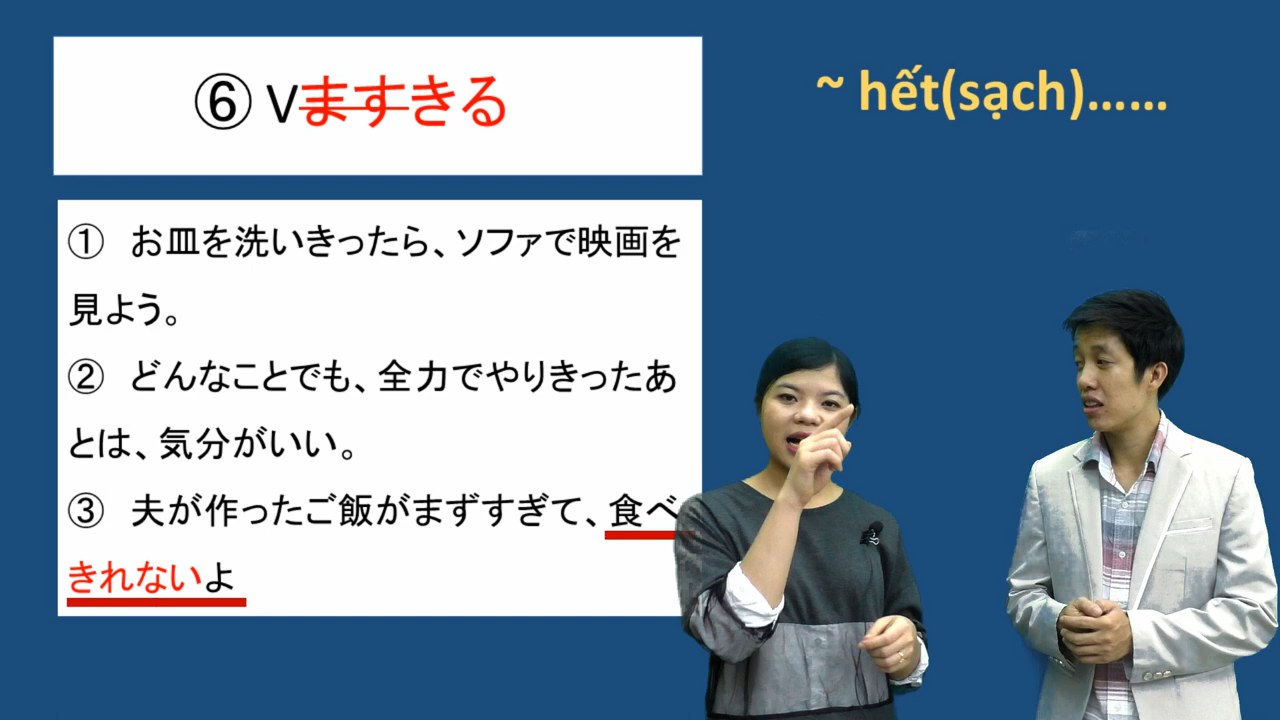 ⑥ Vますきる
~ hết(sạch)......
① お皿を洗いきったら、ソファで映画を
見よう。
② どんなことでも、全力でやりきったあ
とは、気分がいい。
③ 夫が作ったご飯がまずすぎて、食べ
きれないよ